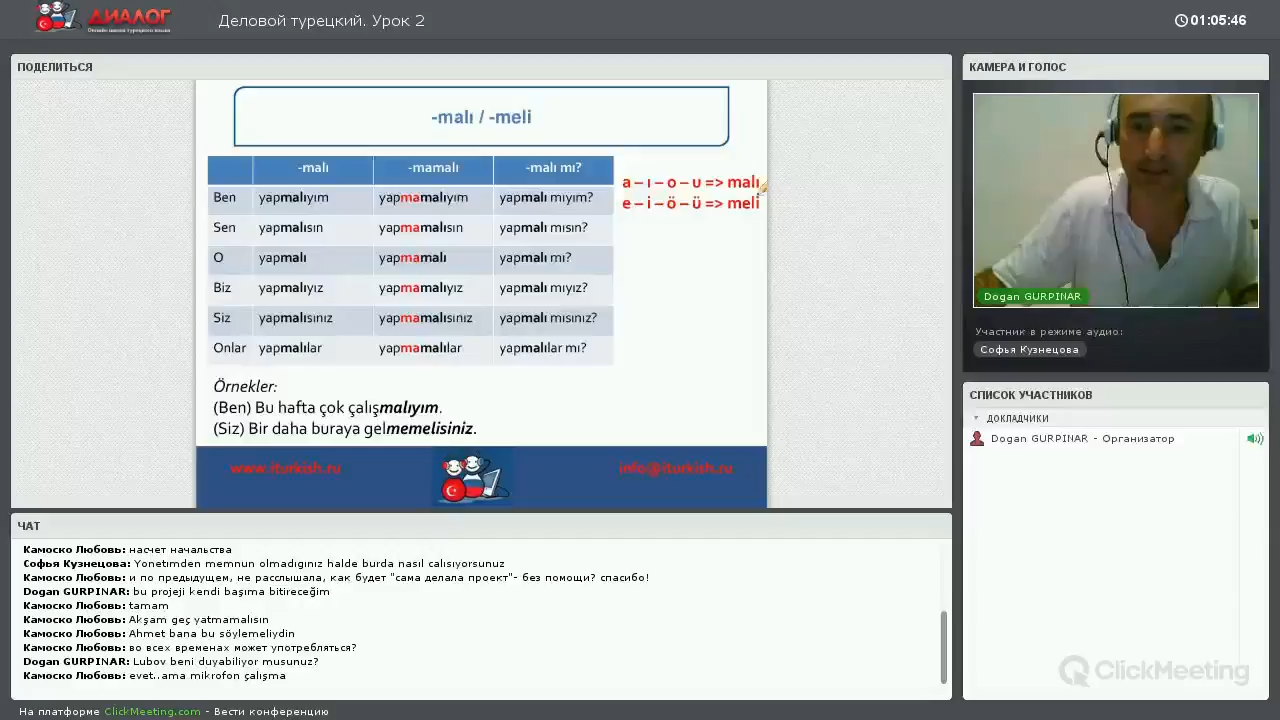 ДИАЛОГ
Онлайн школа турецкого языка
Деловой турецкий. Урок 2
01:05:46
ПОДЕЛИТЬСЯ
-malı / -meli
-malı -mamalı -malı mı?
Ben yapmalıyım yapmamalıyım yapmalı mıyım?
Sen yapmalısın yapmamalısın yapmalı mısın?
O yapmalı yapmamalı yapmalı mı?
Biz yapmalıyız yapmamalıyız yapmalı mıyız?
Siz yapmalısınız yapmamalısınız yapmalı mısınız?
Onlar yapmalılar yapmamalılar yapmalılar mı?
a – ı – o – u => malı
e – i – ö – ü => meli
Örnekler:
(Ben) Bu hafta çok çalışmalıyım.
(Siz) Bir daha buraya gelmemelisiniz.
www.iturkish.ru info@iturkish.ru
КАМЕРА И ГОЛОС
Dogan GURPINAR
Участник в режиме аудио:
Софья Кузнецова
СПИСОК УЧАСТНИКОВ
ДОКЛАДЧИКИ
Dogan GURPINAR - Организатор
ЧАТ
Камоско Любовь: насчет начальства
Софья Кузнецова: Yonetimden memnun olmadıgınız halde burda nasıl calısıyorsunuz
Камоско Любовь: и по предыдущем, не расслышала, как будет "сама делала проект"- без помощи? спасибо!
Dogan GURPINAR: bu projeji kendi başıma bitireceğim
Камоско Любовь: tamam
Камоско Любовь: Akşam geç yatmamalısın
Камоско Любовь: Ahmet bana bu söylemeliydin
Камоско Любовь: во всех временах может употребляться?
Dogan GURPINAR: Lubov beni duyabiliyor musunuz?
Камоско Любовь: evet..ama mikrofon çalişma
ClickMeeting
На платформе ClickMeeting.com - Вести конференцию